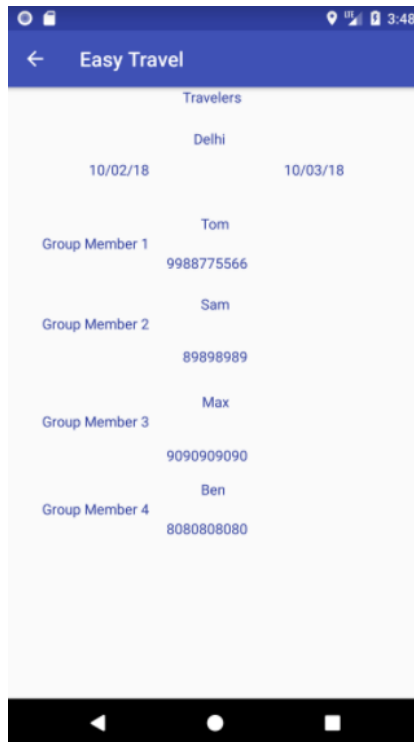 3:48
Easy Travel
Travelers
Delhi
10/02/18 10/03/18
Tom
Group Member 1
9988775566
Sam
Group Member 2
89898989
Max
Group Member 3
9090909090
Ben
Group Member 4
8080808080